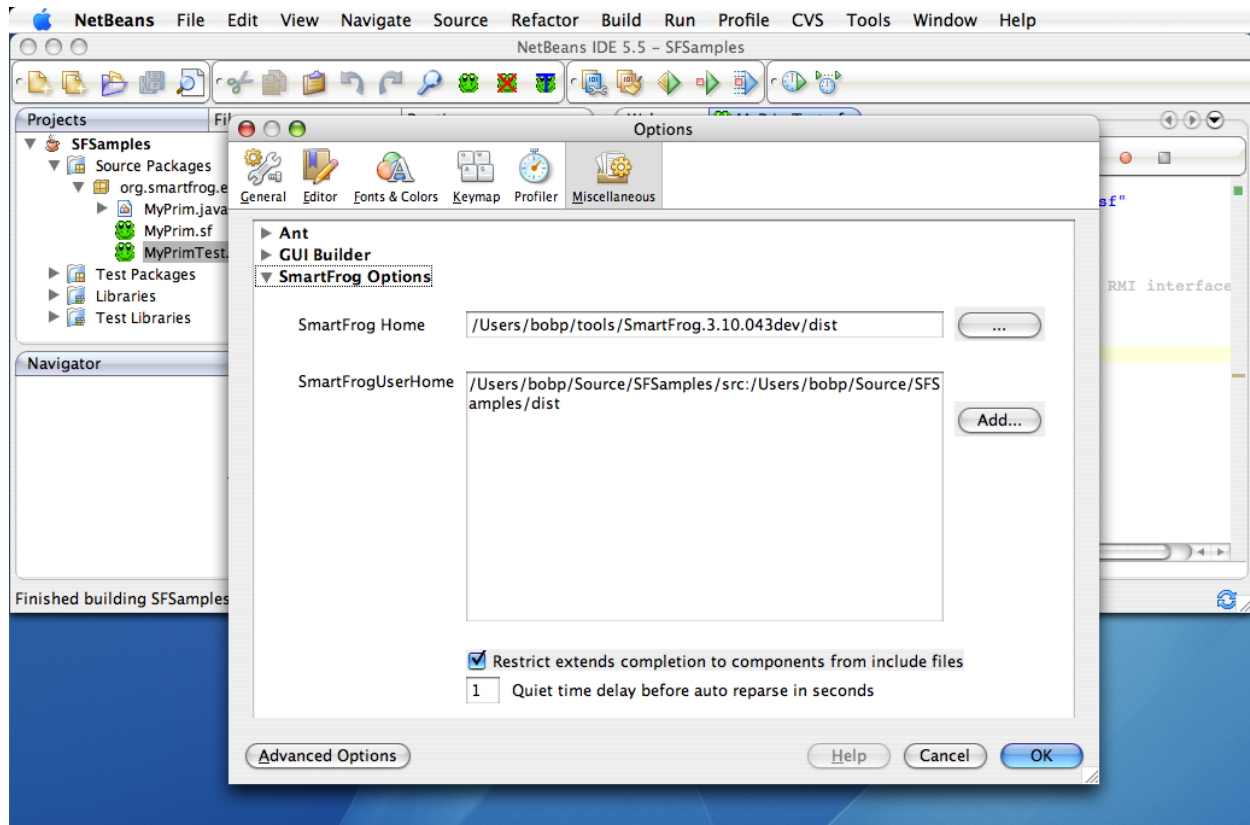 NetBeans File Edit View Navigate Source Refactor Build Run Profile CVS Tools Window Help
NetBeans IDE 5.5 – SFSamples
Projects
SFSamples
Source Packages
org.smartfrog.e
MyPrim.java
MyPrim.sf
MyPrimTest.
Test Packages
Libraries
Test Libraries
Navigator
Finished building SFSamples
sf"
RMI interface
Options
General Editor Fonts & Colors Keymap Profiler Miscellaneous
Ant
GUI Builder
SmartFrog Options
SmartFrog Home /Users/bobp/tools/SmartFrog.3.10.043dev/dist ...
SmartFrogUserHome /Users/bobp/Source/SFSamples/src:/Users/bobp/Source/SFS
amples/dist
Add...
Restrict extends completion to components from include files
1 Quiet time delay before auto reparse in seconds
Advanced Options Help Cancel OK